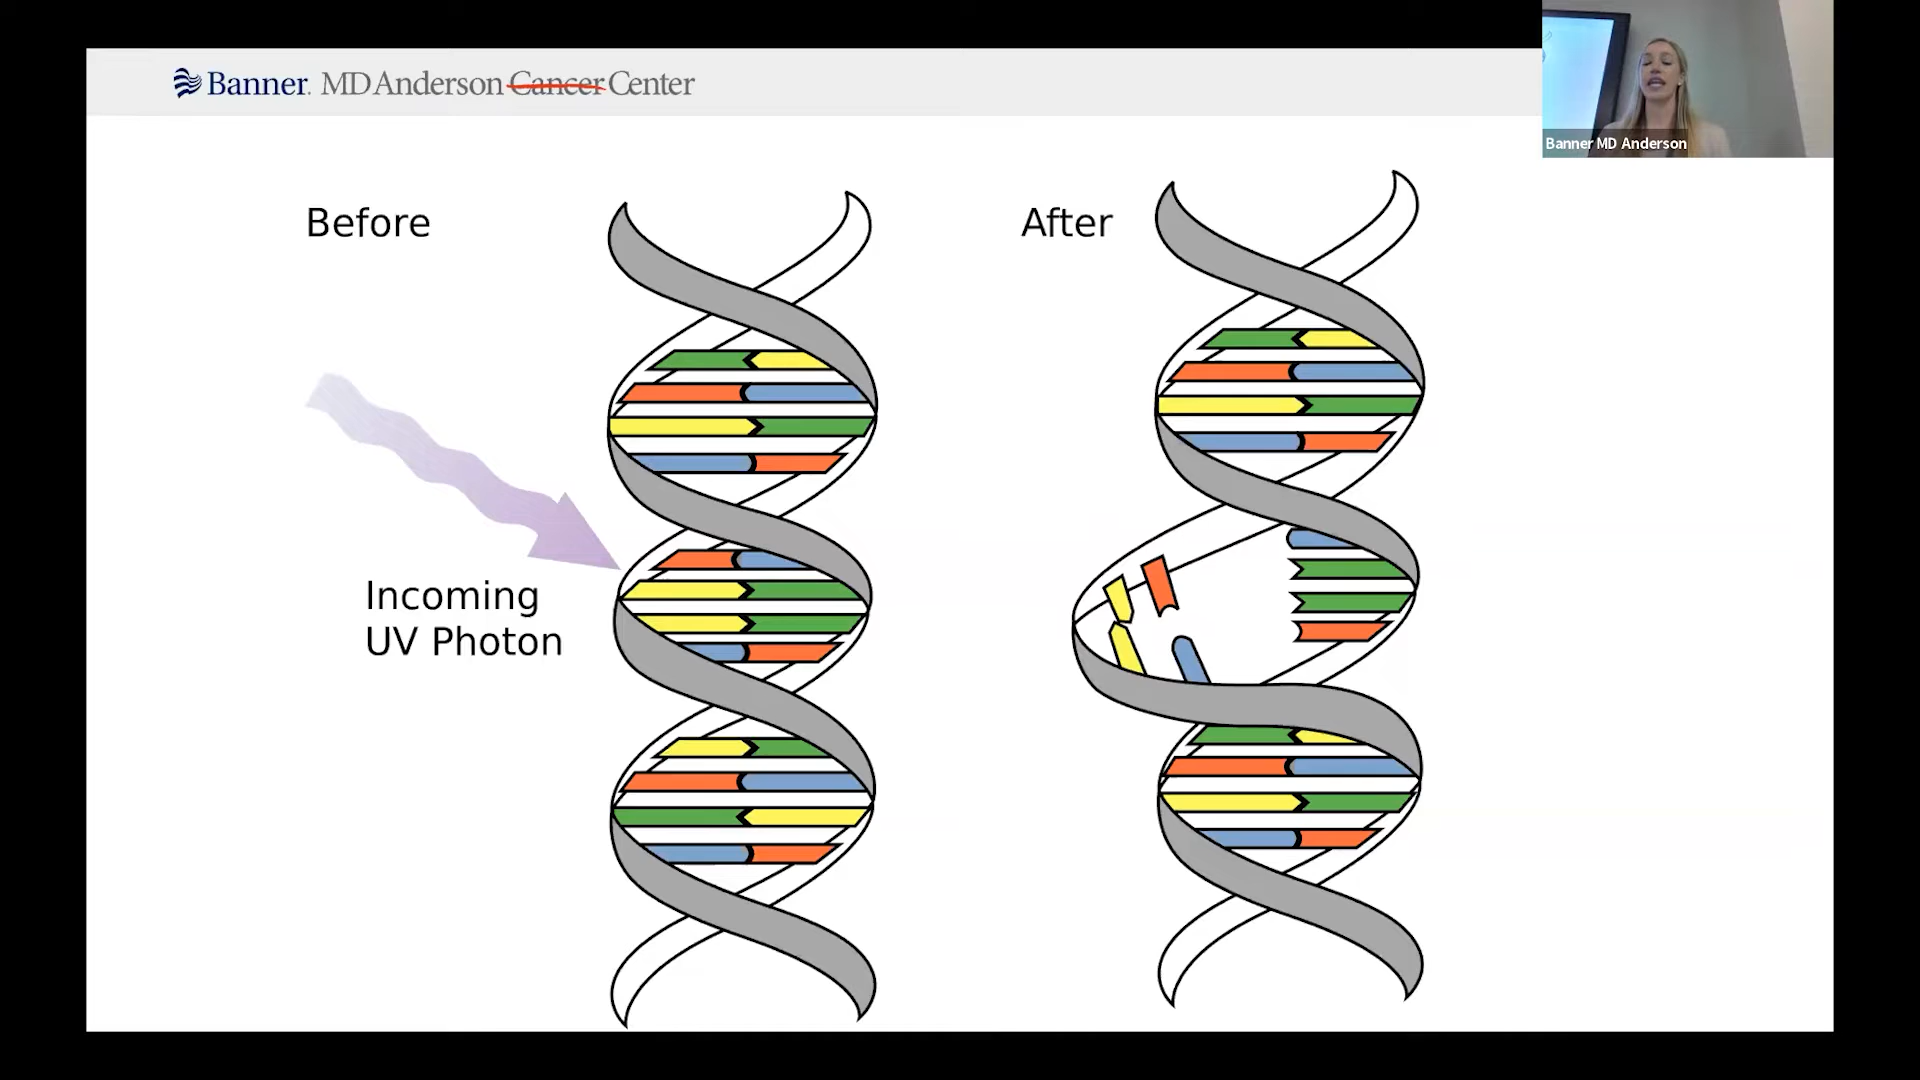 Banner. MD Anderson Cancer Center
Banner MD Anderson
Before
After
Incoming
UV Photon